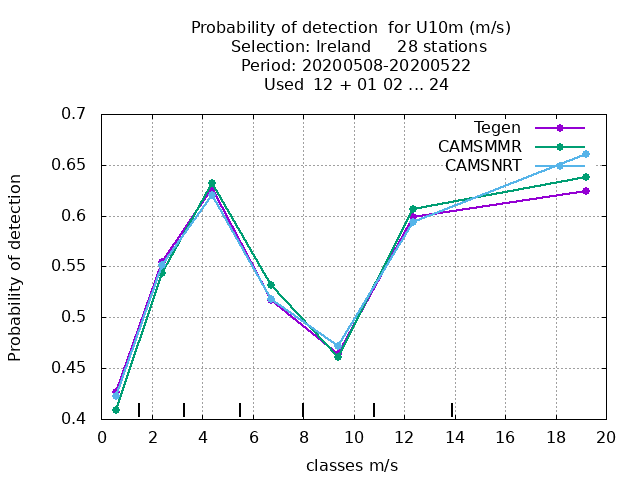 Probability of detection  for U10m (m/s)
Selection: Ireland     28 stations
Period: 20200508-20200522
Used  12 + 01 02 ... 24
0.7
0.65
0.6
0.55
0.5
0.45
0.4
Probability of detection
Tegen
CAMSMMR
CAMSNRT
0 2 4 6 8 10 12 14 16 18 20
classes m/s